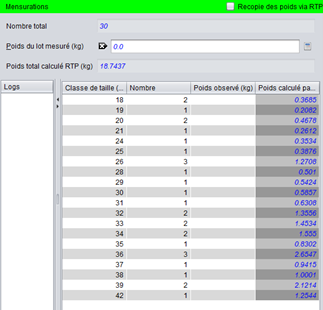 Mensurations Recopie des poids via RTP
Nombre total 30
Poids du lot mesuré (kg) 0.0
Poids total calculé RTP (kg) 18.7437
Logs
Classe de taille (... Nombre Poids observé (kg) Poids calculé pa...
18 2 0.3685
19 1 0.2082
20 2 0.4678
21 1 0.2612
24 1 0.3534
25 1 0.3876
26 3 1.2708
28 1 0.501
29 1 0.5424
30 1 0.5857
31 1 0.6308
32 2 1.3556
33 2 1.4534
34 2 1.555
35 1 0.8302
36 3 2.6547
37 1 0.9415
38 1 1.0001
39 2 2.1214
42 1 1.2544